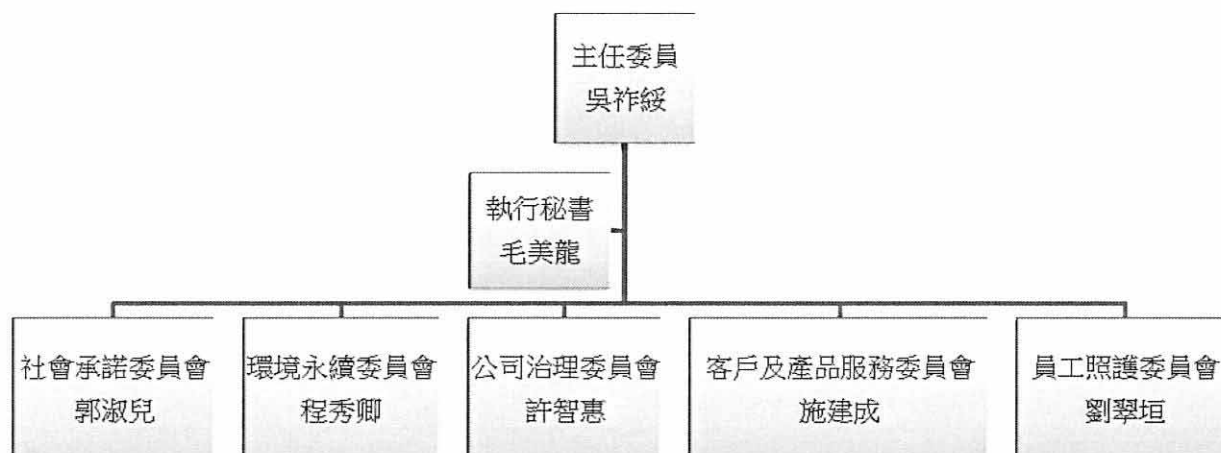 主任委員
吳祚綏
執行秘書
毛美龍
社會承諾委員會
郭淑兒
環境永續委員會
程秀卿
公司治理委員會
許智惠
客戶及產品服務委員會
施建成
員工照護委員會
劉翠垣